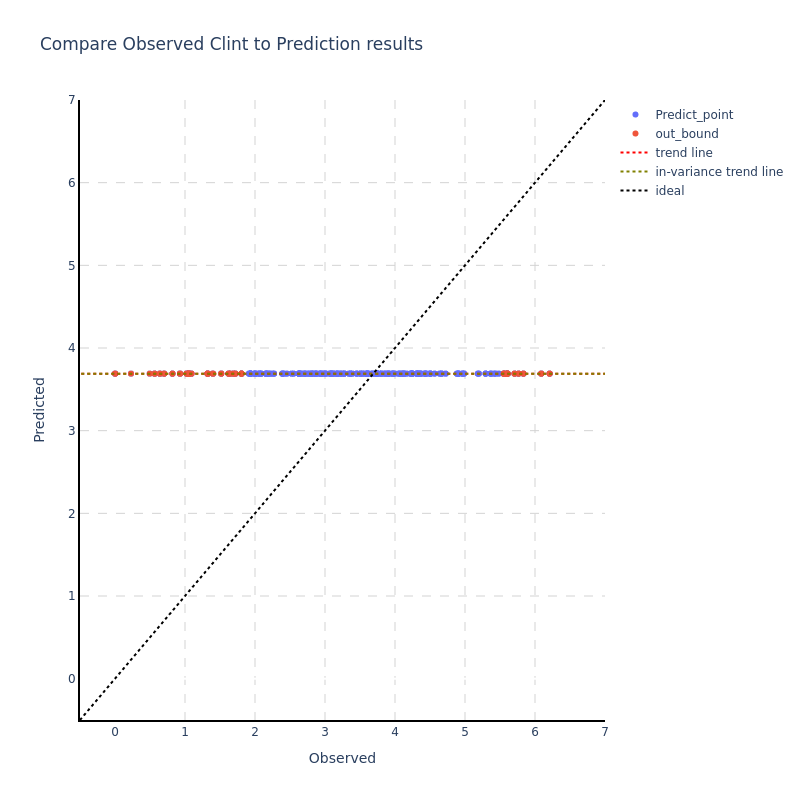 Compare Observed Clint to Prediction results
7
6
5
4
3
2
1
0
Predicted
0
1
2
3
4
5
6
7
Observed
Predict_point
out_bound
trend line
in-variance trend line
ideal